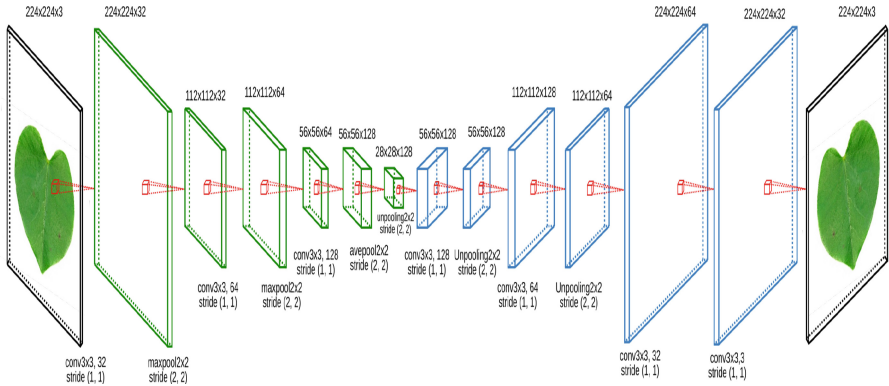 224x224x3
224x224x32
112x112x32
112x112x64
56x56x64
56x56x128
28x28x128
56x56x128
56x56x128
112x112x128
112x112x64
224x224x64
224x224x32
224x224x3
conv3x3, 32
stride (1, 1)
maxpool2x2
stride (2, 2)
conv3x3, 64
stride (1, 1)
maxpool2x2
stride (2, 2)
conv3x3, 128
stride (1, 1)
avepool2x2
stride (2, 2)
unpooling2x2
stride (2, 2)
conv3x3, 128
stride (1, 1)
Unpooling2x2
stride (2, 2)
conv3x3, 64
stride (1, 1)
Unpooling2x2
stride (2, 2)
conv3x3, 32
stride (1, 1)
conv3x3,3
stride (1, 1)